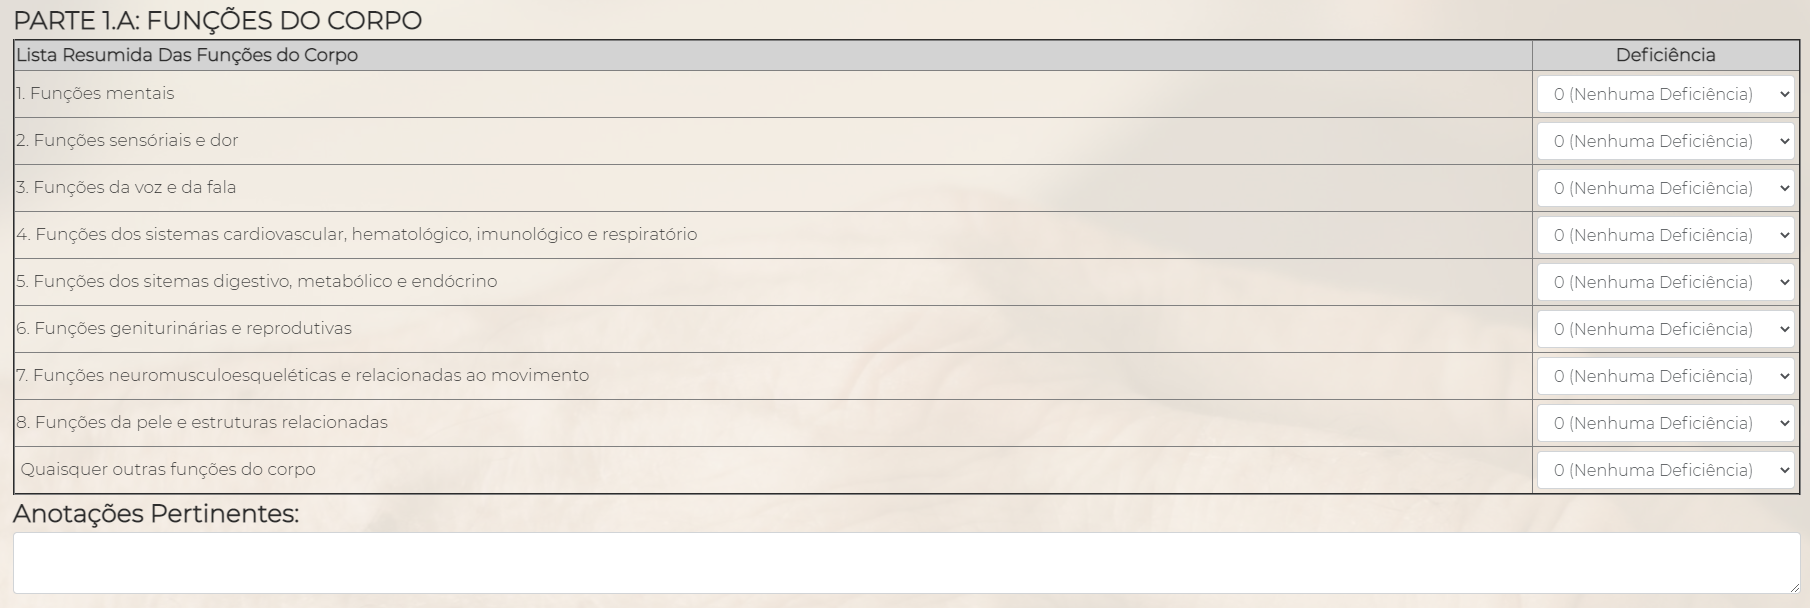 PARTE 1.A: FUNÇÕES DO CORPO
Lista Resumida Das Funções do Corpo Deficiência
1. Funções mentais 0 (Nenhuma Deficiência)
2. Funções sensóriais e dor 0 (Nenhuma Deficiência)
3. Funções da voz e da fala 0 (Nenhuma Deficiência)
4. Funções dos sistemas cardiovascular, hematológico, imunológico e respiratório 0 (Nenhuma Deficiência)
5. Funções dos sitemas digestivo, metabólico e endócrino 0 (Nenhuma Deficiência)
6. Funções geniturinárias e reprodutivas 0 (Nenhuma Deficiência)
7. Funções neuromusculoesqueléticas e relacionadas ao movimento 0 (Nenhuma Deficiência)
8. Funções da pele e estruturas relacionadas 0 (Nenhuma Deficiência)
Quaisquer outras funções do corpo 0 (Nenhuma Deficiência)
Anotações Pertinentes: